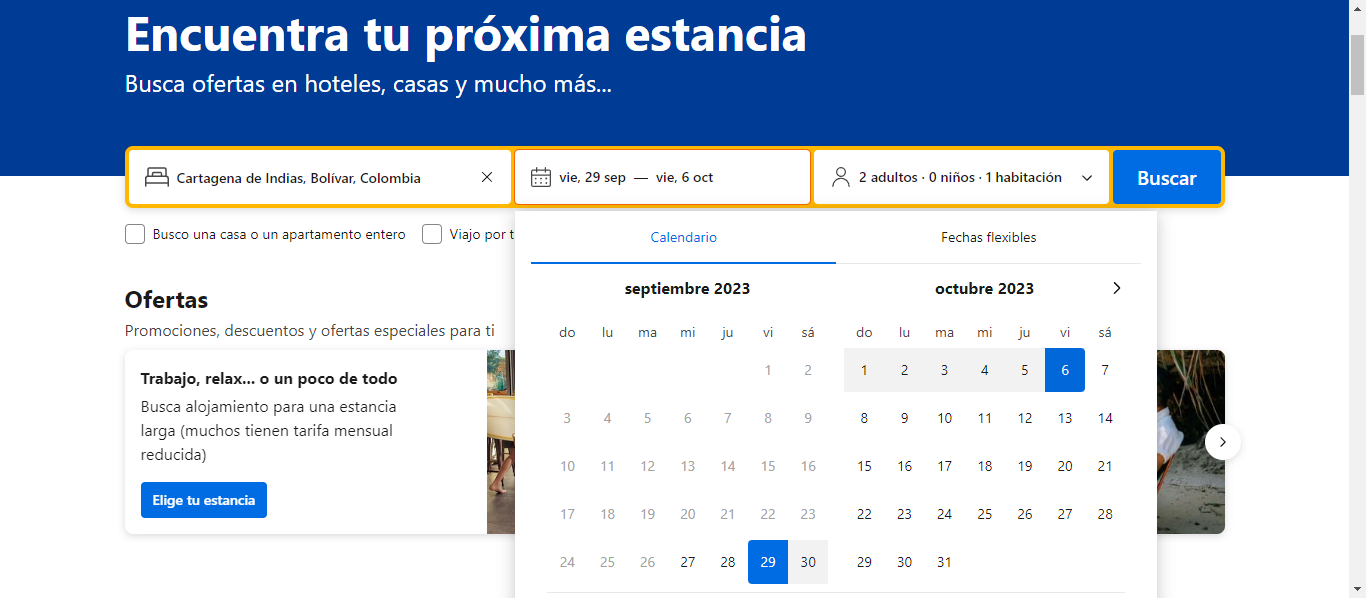 Encuentra tu próxima estancia
Busca ofertas en hoteles, casas y mucho más...
Cartagena de Indias, Bolívar, Colombia
vie, 29 sep — vie, 6 oct
2 adultos · 0 niños · 1 habitación
Buscar
Busco una casa o un apartamento entero
Viajo por t
Calendario
Fechas flexibles
septiembre 2023
do lu ma mi ju vi sá
1 2
3 4 5 6 7 8 9
10 11 12 13 14 15 16
17 18 19 20 21 22 23
24 25 26 27 28 29 30
octubre 2023
do lu ma mi ju vi sá
1 2 3 4 5 6 7
8 9 10 11 12 13 14
15 16 17 18 19 20 21
22 23 24 25 26 27 28
29 30 31
Ofertas
Promociones, descuentos y ofertas especiales para ti
Trabajo, relax... o un poco de todo
Busca alojamiento para una estancia
larga (muchos tienen tarifa mensual
reducida)
Elige tu estancia